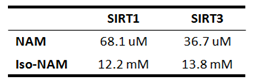 SIRT1 SIRT3
NAM 68.1 uM 36.7 uM
Iso-NAM 12.2 mM 13.8 mM